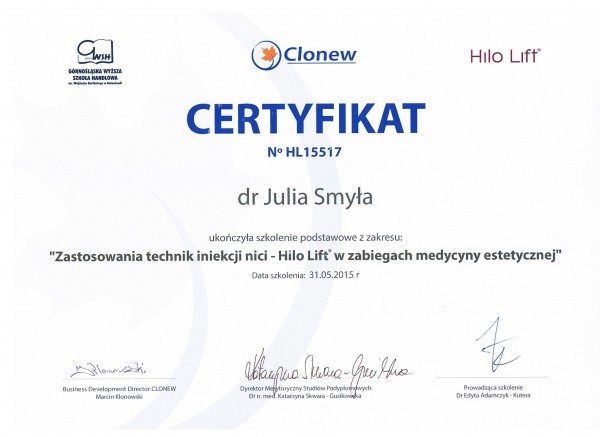 GWSH
GÓRNOŚLĄSKA WYŻSZA
SZKOŁA HANDLOWA
im. Wojciecha Korfantego w Katowicach
Clonew
Hilo Lift®
CERTYFIKAT
Nº HL15517
dr Julia Smyła
ukończyła szkolenie podstawowe z zakresu:
"Zastosowania technik iniekcji nici - Hilo Lift® w zabiegach medycyny estetycznej"
Data szkolenia: 31.05.2015 r
Business Development Director CLONEW
Marcin Klonowski
Dyrektor Merytoryczny Studiów Podyplomowych
Dr n. med. Katarzyna Skwara - Guzikowska
Prowadząca szkolenie
Dr Edyta Adamczyk - Kutera